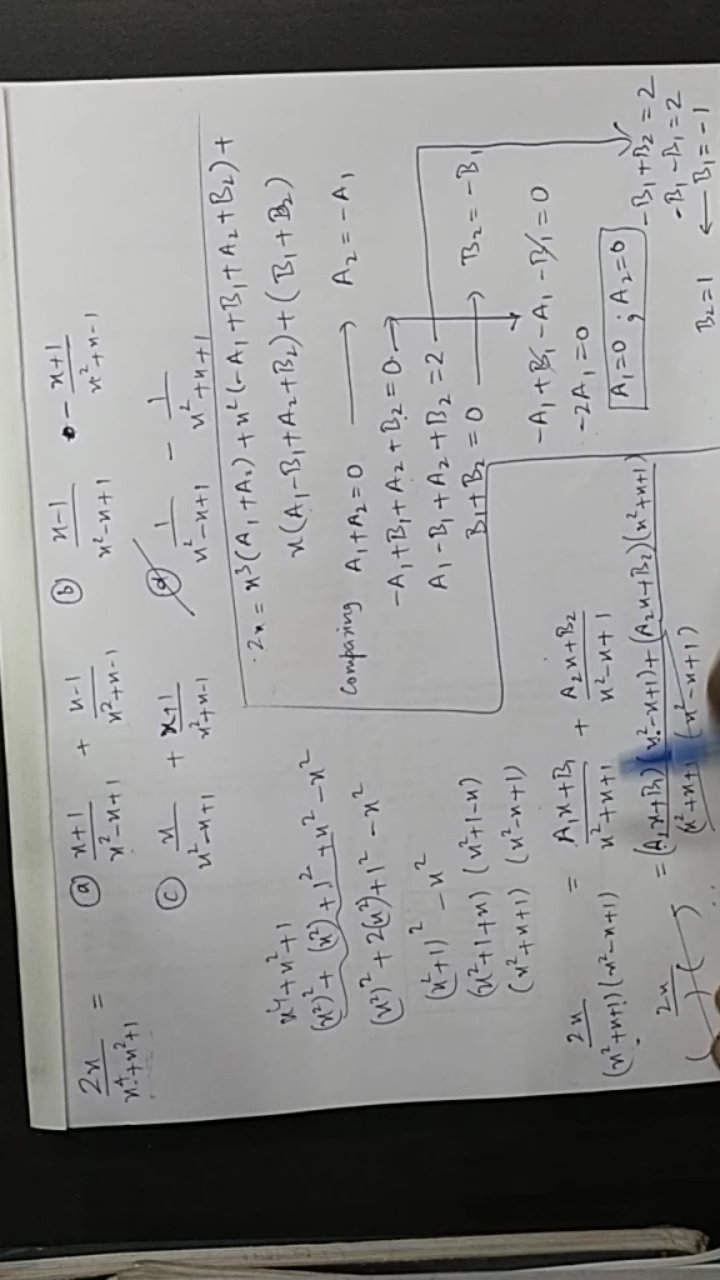 2x/(x⁴+x²+1) =
(a) (x+1)/(x²-x+1) + (x-1)/(x²+x-1)
(b) (x-1)/(x²-x+1) - (x+1)/(x²+x-1)
(c) x/(x²-x+1) + (x+1)/(x²+x-1)
(d) 1/(x²-x+1) - 1/(x²+x+1)
x⁴+x²+1
(x²)² + (x²) + 1² + x² - x²
(x²)² + 2(x²) + 1² - x²
(x²+1)² - x²
(x²+1+x) (x²+1-x)
(x²+x+1) (x²-x+1)
2x/((x²+x+1)(x²-x+1)) = (A₁x+B₁)/(x²+x+1) + (A₂x+B₂)/(x²-x+1)
2x/( )( ) = ((A₁x+B₁)(x²-x+1)+(A₂x+B₂)(x²+x+1))/((x²+x+1)(x²-x+1))
2x = x³(A₁+A₂) + x²(-A₁+B₁+A₂+B₂) +
x(A₁-B₁+A₂+B₂) + (B₁+B₂)
Comparing A₁+A₂=0 → A₂ = -A₁
-A₁+B₁+A₂+B₂=0 →
A₁-B₁+A₂+B₂=2
B₁+B₂=0 → B₂=-B₁
-A₁+B₁-A₁-B₁=0
-2A₁=0
A₁=0 ; A₂=0
-B₁+B₂=2
-B₁-B₁=2
B₂=1 ← B₁=-1